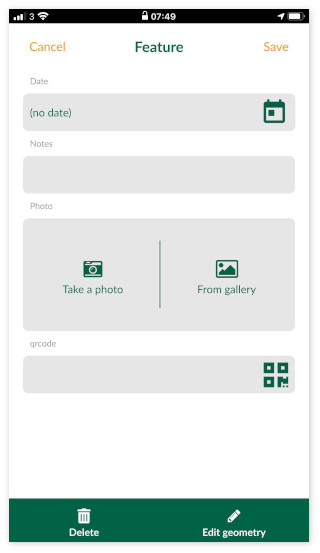 3 07:49
Cancel Feature Save
Date
(no date)
Notes
Photo
Take a photo From gallery
qrcode
Delete Edit geometry